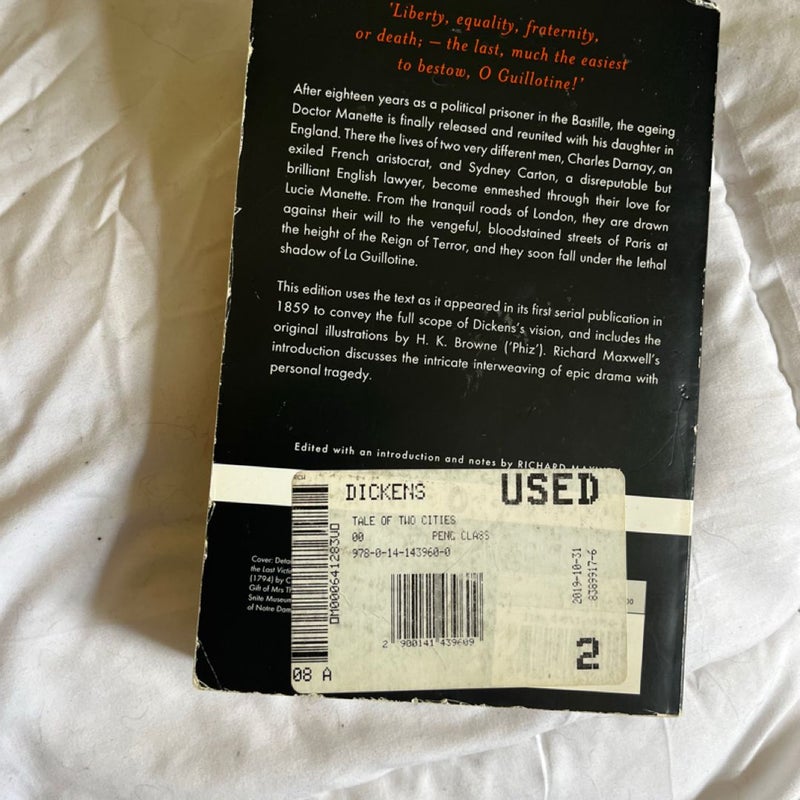 'Liberty, equality, fraternity,
or death; – the last, much the easiest
to bestow, O Guillotine!'
After eighteen years as a political prisoner in the Bastille, the ageing
Doctor Manette is finally released and reunited with his daughter in
England. There the lives of two very different men, Charles Darnay, an
exiled French aristocrat, and Sydney Carton, a disreputable but
brilliant English lawyer, become enmeshed through their love for
Lucie Manette. From the tranquil roads of London, they are drawn
against their will to the vengeful, bloodstained streets of Paris at
the height of the Reign of Terror, and they soon fall under the lethal
shadow of La Guillotine.
This edition uses the text as it appeared in its first serial publication in
1859 to convey the full scope of Dickens's vision, and includes the
original illustrations by H. K. Browne ('Phiz'). Richard Maxwell's
introduction discusses the intricate interweaving of epic drama with
personal tragedy.
Edited with an introduction and notes by RICHARD
DICKENS
USED
TALE OF TWO CITIES
00 PENG CLASS
978-0-14-143960-0
OM000641283UD
2019-10-31
8389917-6
2 900141 439609
2
08 A
Cover:
the Last
(1794) by
Gift of Mrs
Snite Museum
of Notre Dam